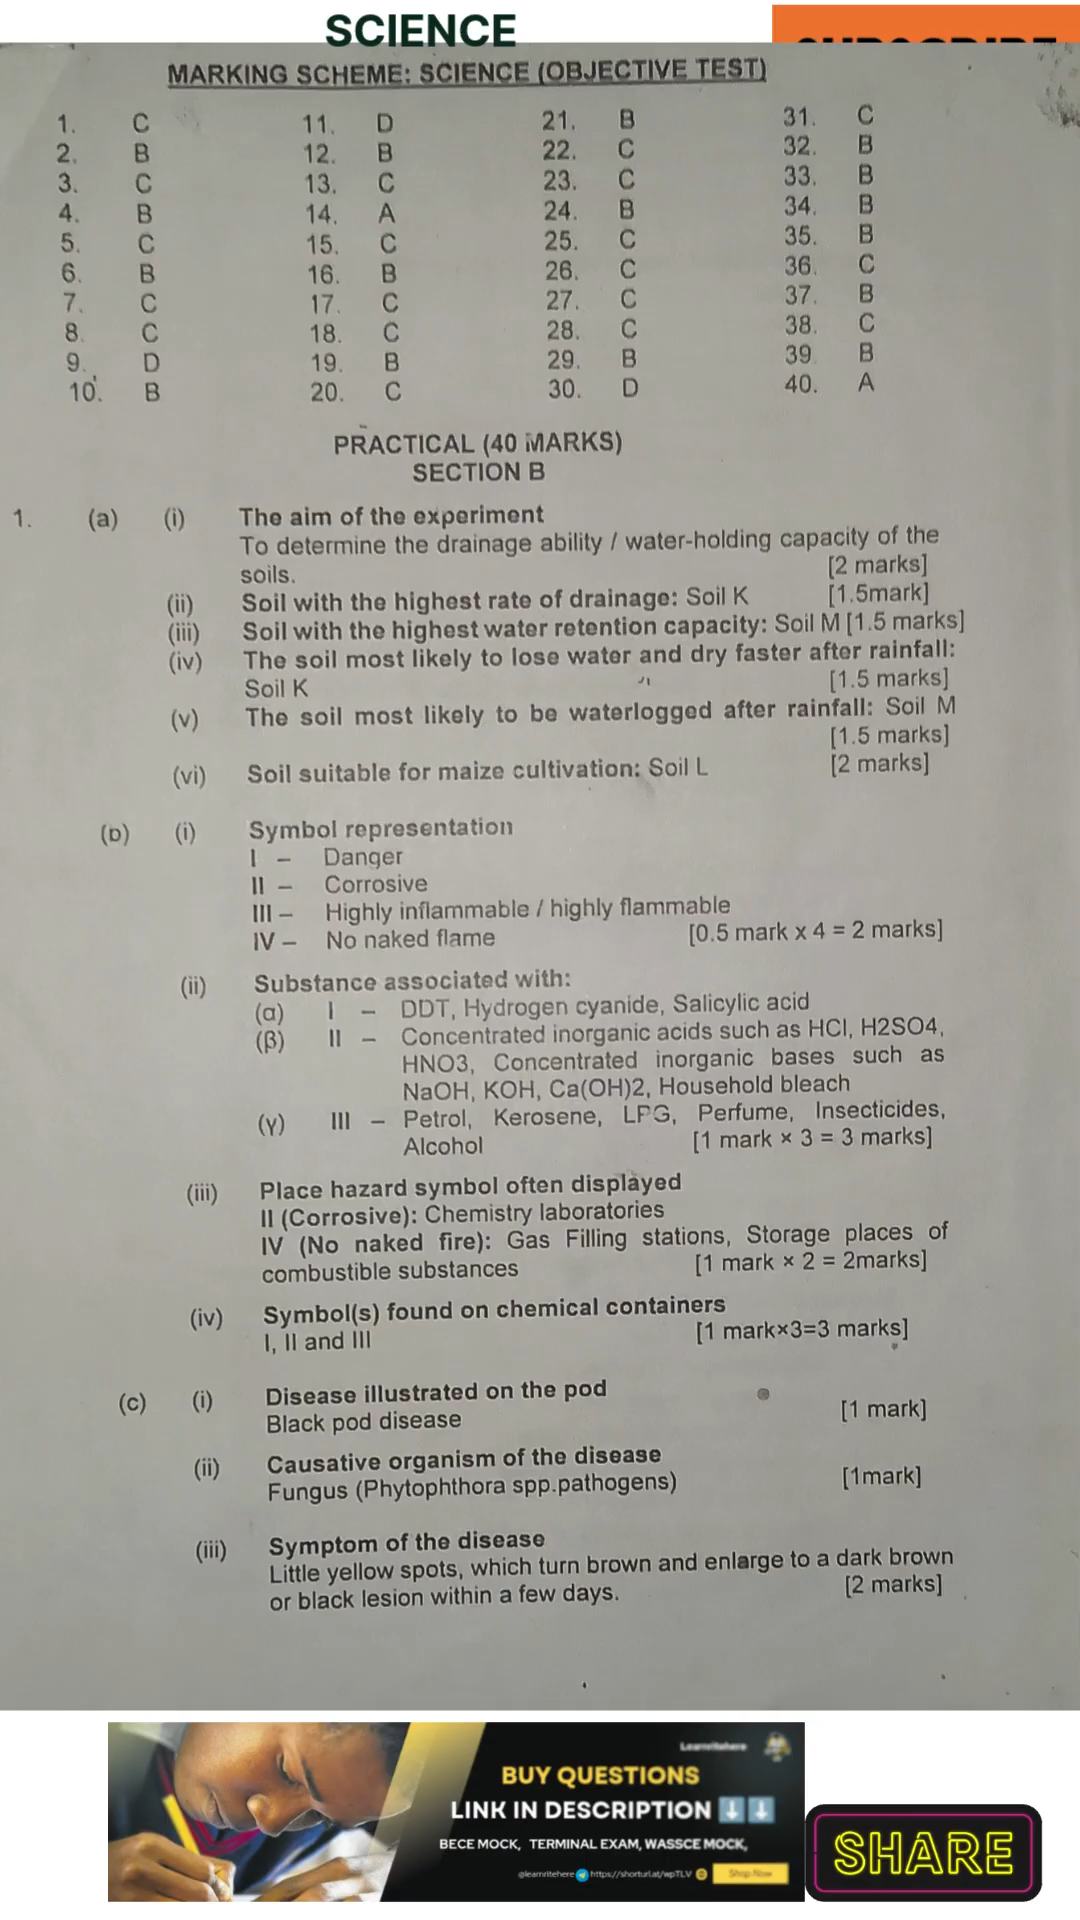 SCIENCE
MARKING SCHEME: SCIENCE (OBJECTIVE TEST)
1. C 11. D 21. B 31. C
2. B 12. B 22. C 32. B
3. C 13. C 23. C 33. B
4. B 14. A 24. B 34. B
5. C 15. C 25. C 35. B
6. B 16. B 26. C 36. C
7. C 17. C 27. C 37. B
8. C 18. C 28. C 38. C
9. D 19. B 29. B 39. B
10. B 20. C 30. D 40. A
PRACTICAL (40 MARKS)
SECTION B
1. (a) (i) The aim of the experiment
To determine the drainage ability / water-holding capacity of the
soils. [2 marks]
(ii) Soil with the highest rate of drainage: Soil K [1.5mark]
(iii) Soil with the highest water retention capacity: Soil M [1.5 marks]
(iv) The soil most likely to lose water and dry faster after rainfall:
Soil K [1.5 marks]
(v) The soil most likely to be waterlogged after rainfall: Soil M
[1.5 marks]
(vi) Soil suitable for maize cultivation: Soil L [2 marks]
(b) (i) Symbol representation
I – Danger
II – Corrosive
III – Highly inflammable / highly flammable
IV – No naked flame [0.5 mark x 4 = 2 marks]
(ii) Substance associated with:
(α) I – DDT, Hydrogen cyanide, Salicylic acid
(β) II – Concentrated inorganic acids such as HCl, H2SO4,
HNO3, Concentrated inorganic bases such as
NaOH, KOH, Ca(OH)2, Household bleach
(γ) III – Petrol, Kerosene, LPG, Perfume, Insecticides,
Alcohol [1 mark × 3 = 3 marks]
(iii) Place hazard symbol often displayed
II (Corrosive): Chemistry laboratories
IV (No naked fire): Gas Filling stations, Storage places of
combustible substances [1 mark × 2 = 2marks]
(iv) Symbol(s) found on chemical containers
I, II and III [1 mark×3=3 marks]
(c) (i) Disease illustrated on the pod
Black pod disease [1 mark]
(ii) Causative organism of the disease
Fungus (Phytophthora spp.pathogens) [1mark]
(iii) Symptom of the disease
Little yellow spots, which turn brown and enlarge to a dark brown
or black lesion within a few days. [2 marks]
Learnritehere
BUY QUESTIONS
LINK IN DESCRIPTION
BECE MOCK, TERMINAL EXAM, WASSCE MOCK,
@learnritehere https://shorturl.at/wpTLV Shop Now
SHARE